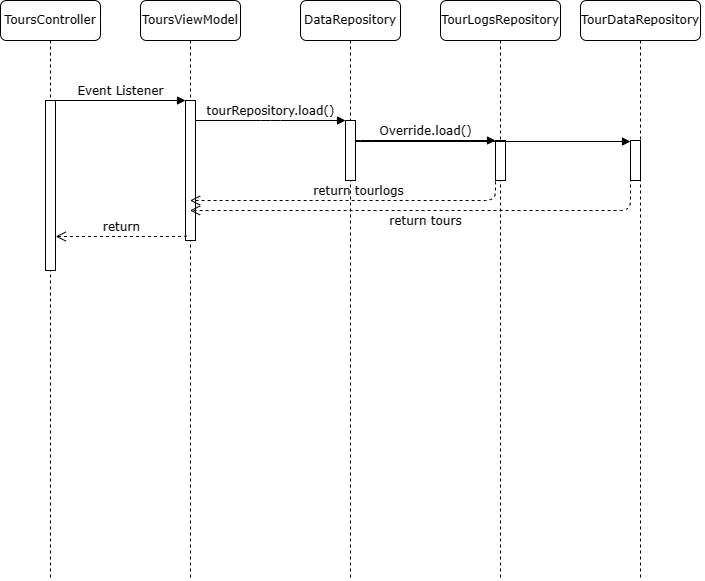 ToursController
ToursViewModel
DataRepository
TourLogsRepository
TourDataRepository
Event Listener
tourRepository.load()
Override.load()
return tourlogs
return tours
return